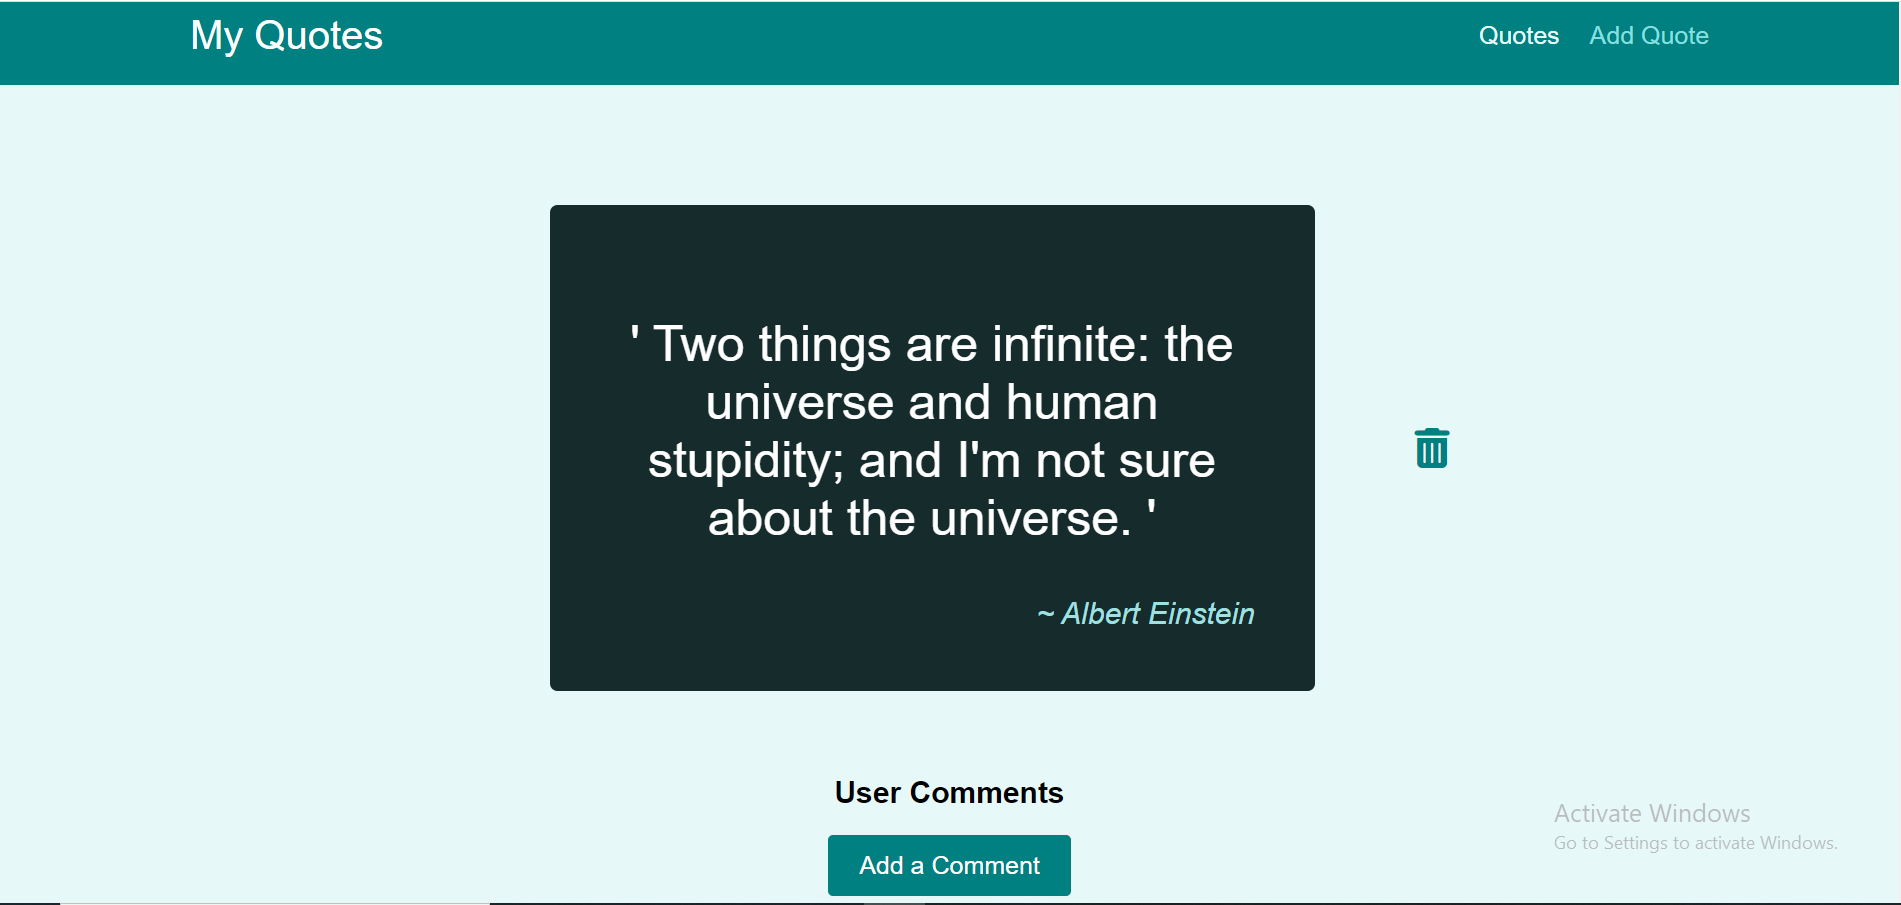 My Quotes
Quotes Add Quote
' Two things are infinite: the
universe and human
stupidity; and I'm not sure
about the universe. '
~ Albert Einstein
User Comments
Add a Comment
Activate Windows
Go to Settings to activate Windows.